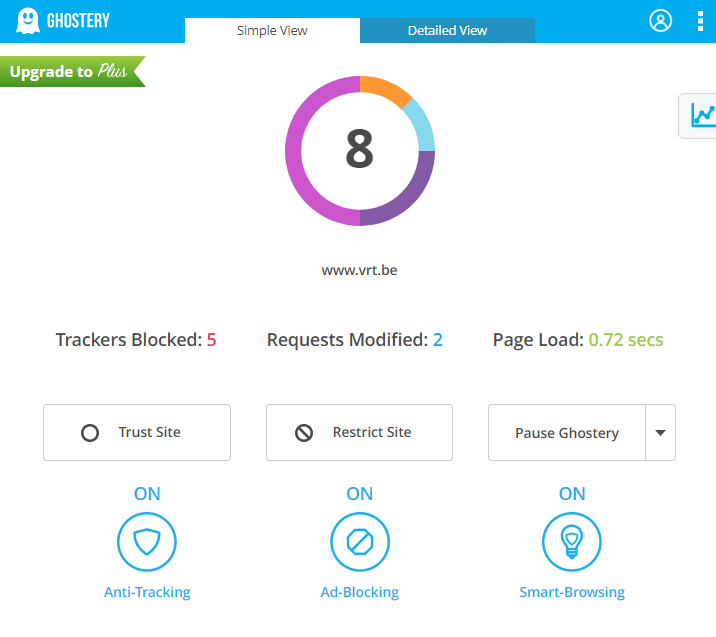 GHOSTERY
Simple View
Detailed View
Upgrade to Plus
8
www.vrt.be
Trackers Blocked: 5
Requests Modified: 2
Page Load: 0.72 secs
Trust Site
Restrict Site
Pause Ghostery
ON
ON
ON
Anti-Tracking
Ad-Blocking
Smart-Browsing